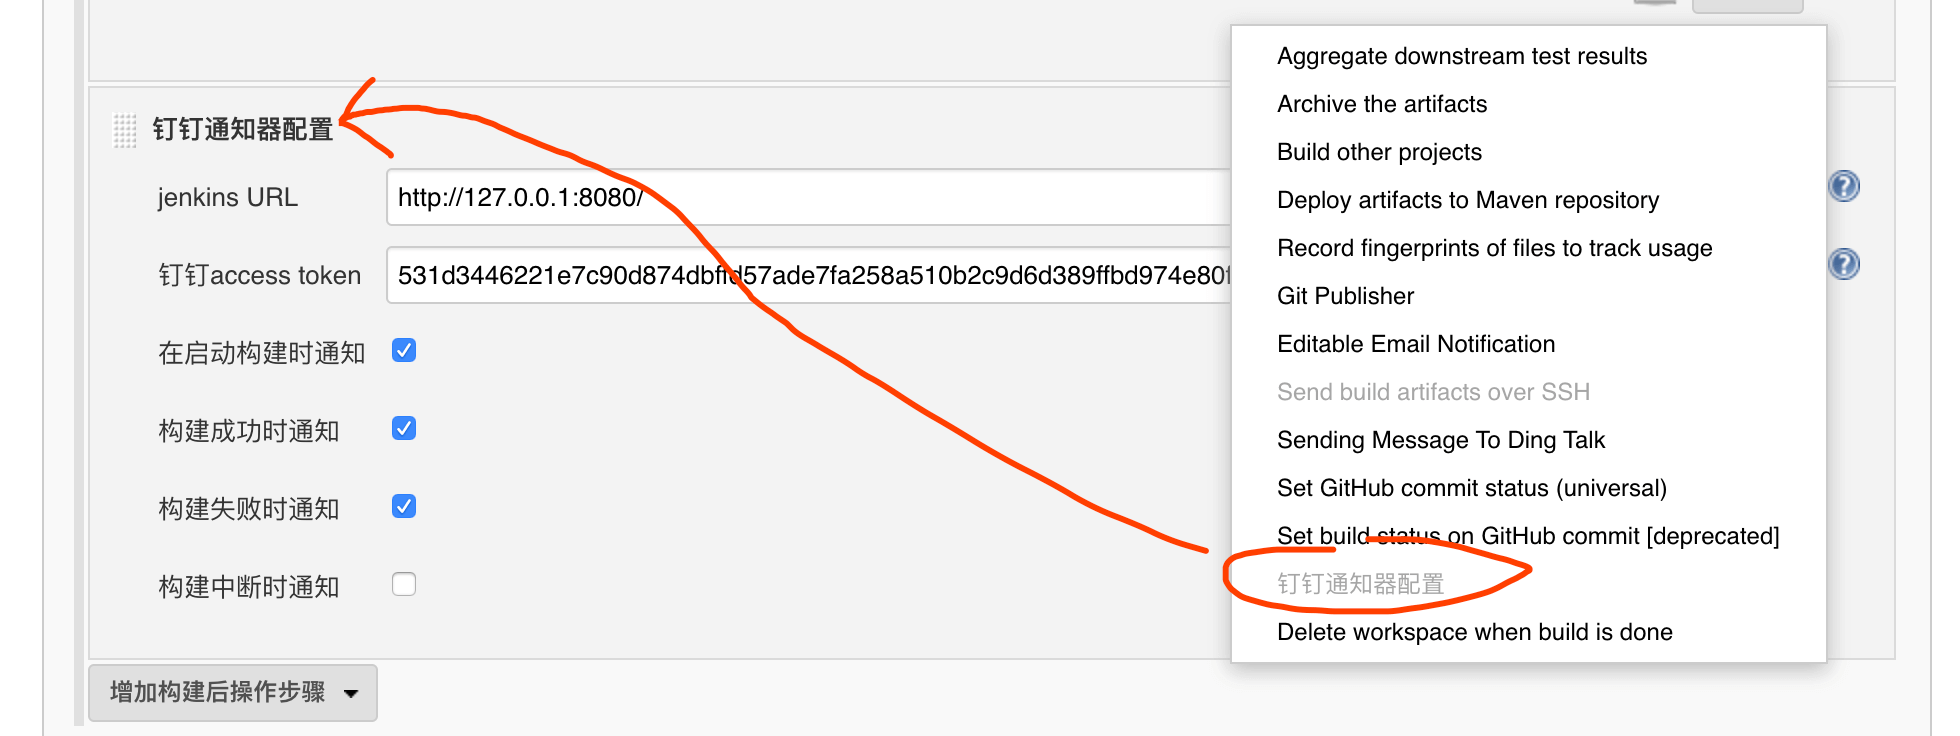 钉钉通知器配置
jenkins URL
http://127.0.0.1:8080/
钉钉access token
531d3446221e7c90d874dbffd57ade7fa258a510b2c9d6d389ffbd974e80f
在启动构建时通知
构建成功时通知
构建失败时通知
构建中断时通知
增加构建后操作步骤
Aggregate downstream test results
Archive the artifacts
Build other projects
Deploy artifacts to Maven repository
Record fingerprints of files to track usage
Git Publisher
Editable Email Notification
Send build artifacts over SSH
Sending Message To Ding Talk
Set GitHub commit status (universal)
Set build status on GitHub commit [deprecated]
钉钉通知器配置
Delete workspace when build is done